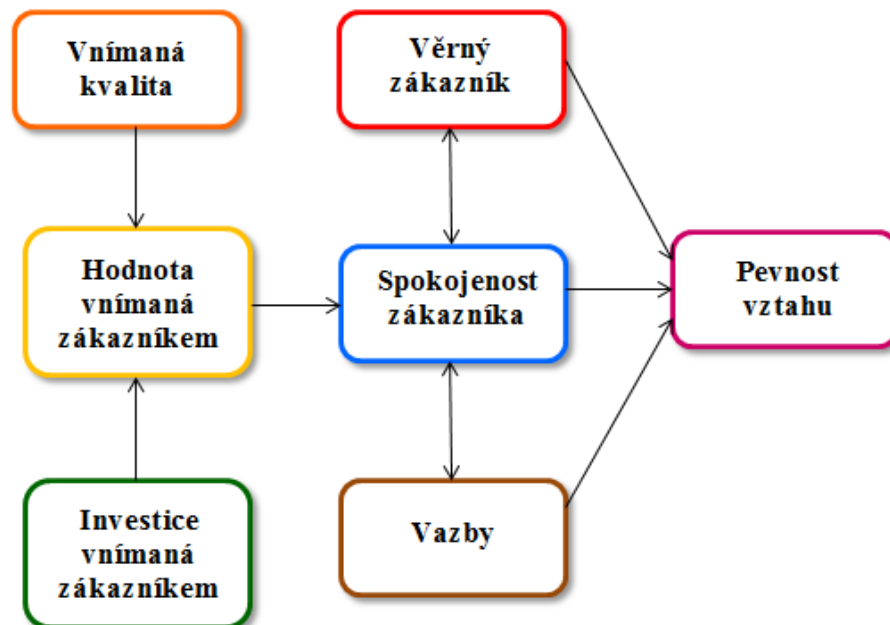 Vnímaná
kvalita
Věrný
zákazník
Hodnota
vnímaná
zákazníkem
Spokojenost
zákazníka
Pevnost
vztahu
Investice
vnímaná
zákazníkem
Vazby